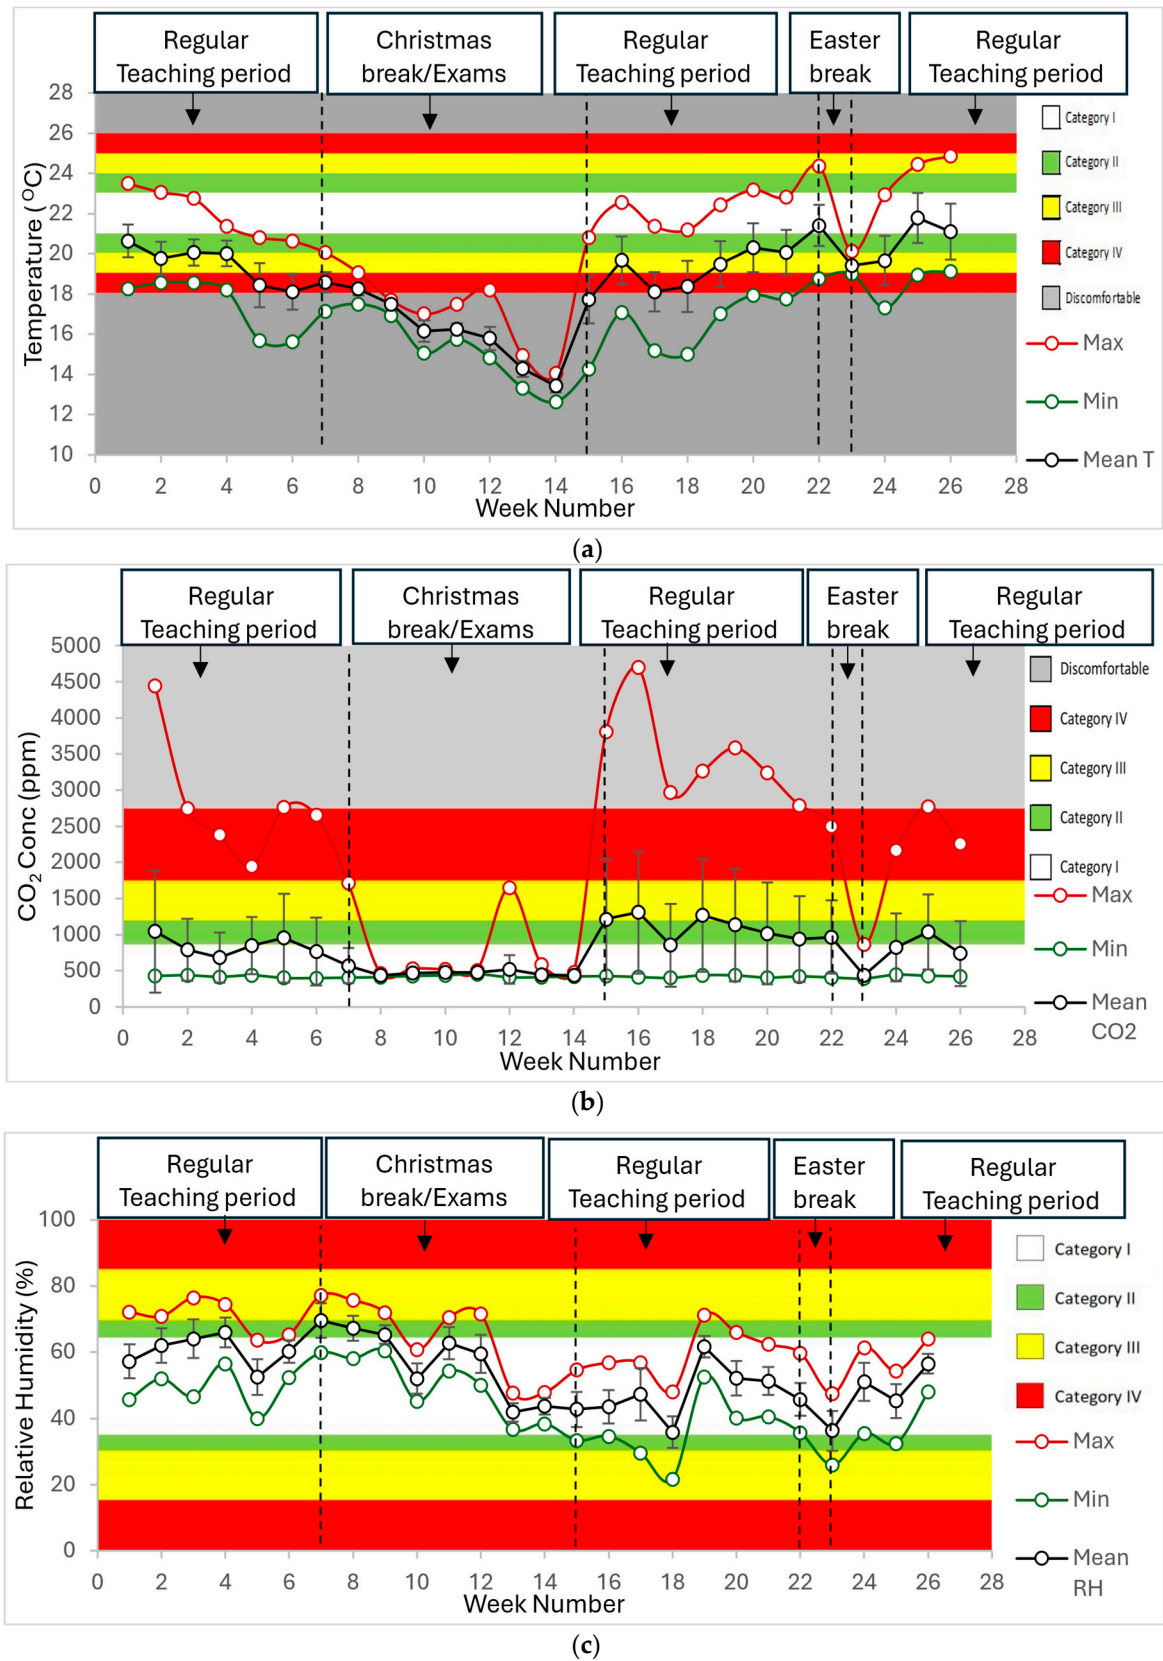 Regular
Teaching period
Christmas
break/Exams
Regular
Teaching period
Easter
break
Regular
Teaching period
28
26
24
22
20
18
16
14
12
10
Temperature (OC)
0 2 4 6 8 10 12 14 16 18 20 22 24 26 28
Week Number
Category I
Category II
Category III
Category IV
Discomfortable
Max
Min
Mean T
(a)
Regular
Teaching period
Christmas
break/Exams
Regular
Teaching period
Easter
break
Regular
Teaching period
5000
4500
4000
3500
3000
2500
2000
1500
1000
500
0
CO2 Conc (ppm)
0 2 4 6 8 10 12 14 16 18 20 22 24 26 28
Week Number
Discomfortable
Category IV
Category III
Category II
Category I
Max
Min
Mean
CO2
(b)
Regular
Teaching period
Christmas
break/Exams
Regular
Teaching period
Easter
break
Regular
Teaching period
100
80
60
40
20
0
Relative Humidity (%)
0 2 4 6 8 10 12 14 16 18 20 22 24 26 28
Week Number
Category I
Category II
Category III
Category IV
Max
Min
Mean
RH
(c)